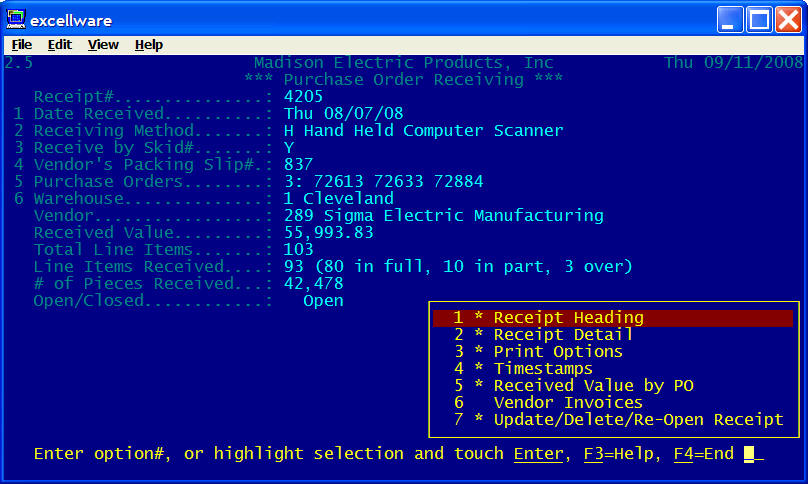 excellware
File Edit View Help
2.5 Madison Electric Products, Inc Thu 09/11/2008
*** Purchase Order Receiving ***
Receipt#...............: 4205
1 Date Received..........: Thu 08/07/08
2 Receiving Method.......: H Hand Held Computer Scanner
3 Receive by Skid#.......: Y
4 Vendor's Packing Slip#.: 837
5 Purchase Orders........: 3: 72613 72633 72884
6 Warehouse..............: 1 Cleveland
Vendor.................: 289 Sigma Electric Manufacturing
Received Value.........: 55,993.83
Total Line Items.......: 103
Line Items Received....: 93 (80 in full, 10 in part, 3 over)
# of Pieces Received...: 42,478
Open/Closed............: Open
1 * Receipt Heading
2 * Receipt Detail
3 * Print Options
4 * Timestamps
5 * Received Value by PO
6 Vendor Invoices
7 * Update/Delete/Re-Open Receipt
Enter option#, or highlight selection and touch Enter, F3=Help, F4=End